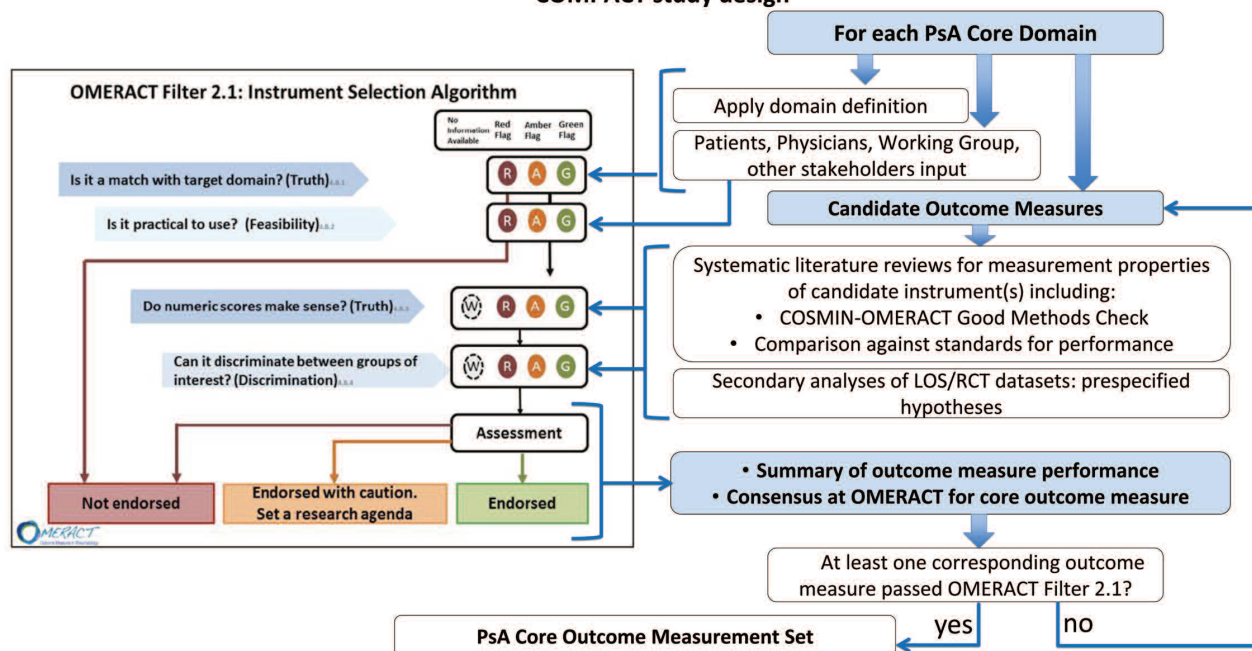 COMPACT study design
For each PsA Core Domain
Apply domain definition
Patients, Physicians, Working Group,
other stakeholders input
Candidate Outcome Measures
Systematic literature reviews for measurement properties
of candidate instrument(s) including:
• COSMIN-OMERACT Good Methods Check
• Comparison against standards for performance
Secondary analyses of LOS/RCT datasets: prespecified
hypotheses
• Summary of outcome measure performance
• Consensus at OMERACT for core outcome measure
At least one corresponding outcome
measure passed OMERACT Filter 2.1?
yes
no
PsA Core Outcome Measurement Set
OMERACT Filter 2.1: Instrument Selection Algorithm
No
Information
Available
Red
Flag
Amber
Flag
Green
Flag
Is it a match with target domain? (Truth)
R A G
Is it practical to use? (Feasibility)
R A G
Do numeric scores make sense? (Truth)
W R A G
Can it discriminate between groups of
interest? (Discrimination)
W R A G
Assessment
Not endorsed
Endorsed with caution.
Set a research agenda
Endorsed
OMERACT